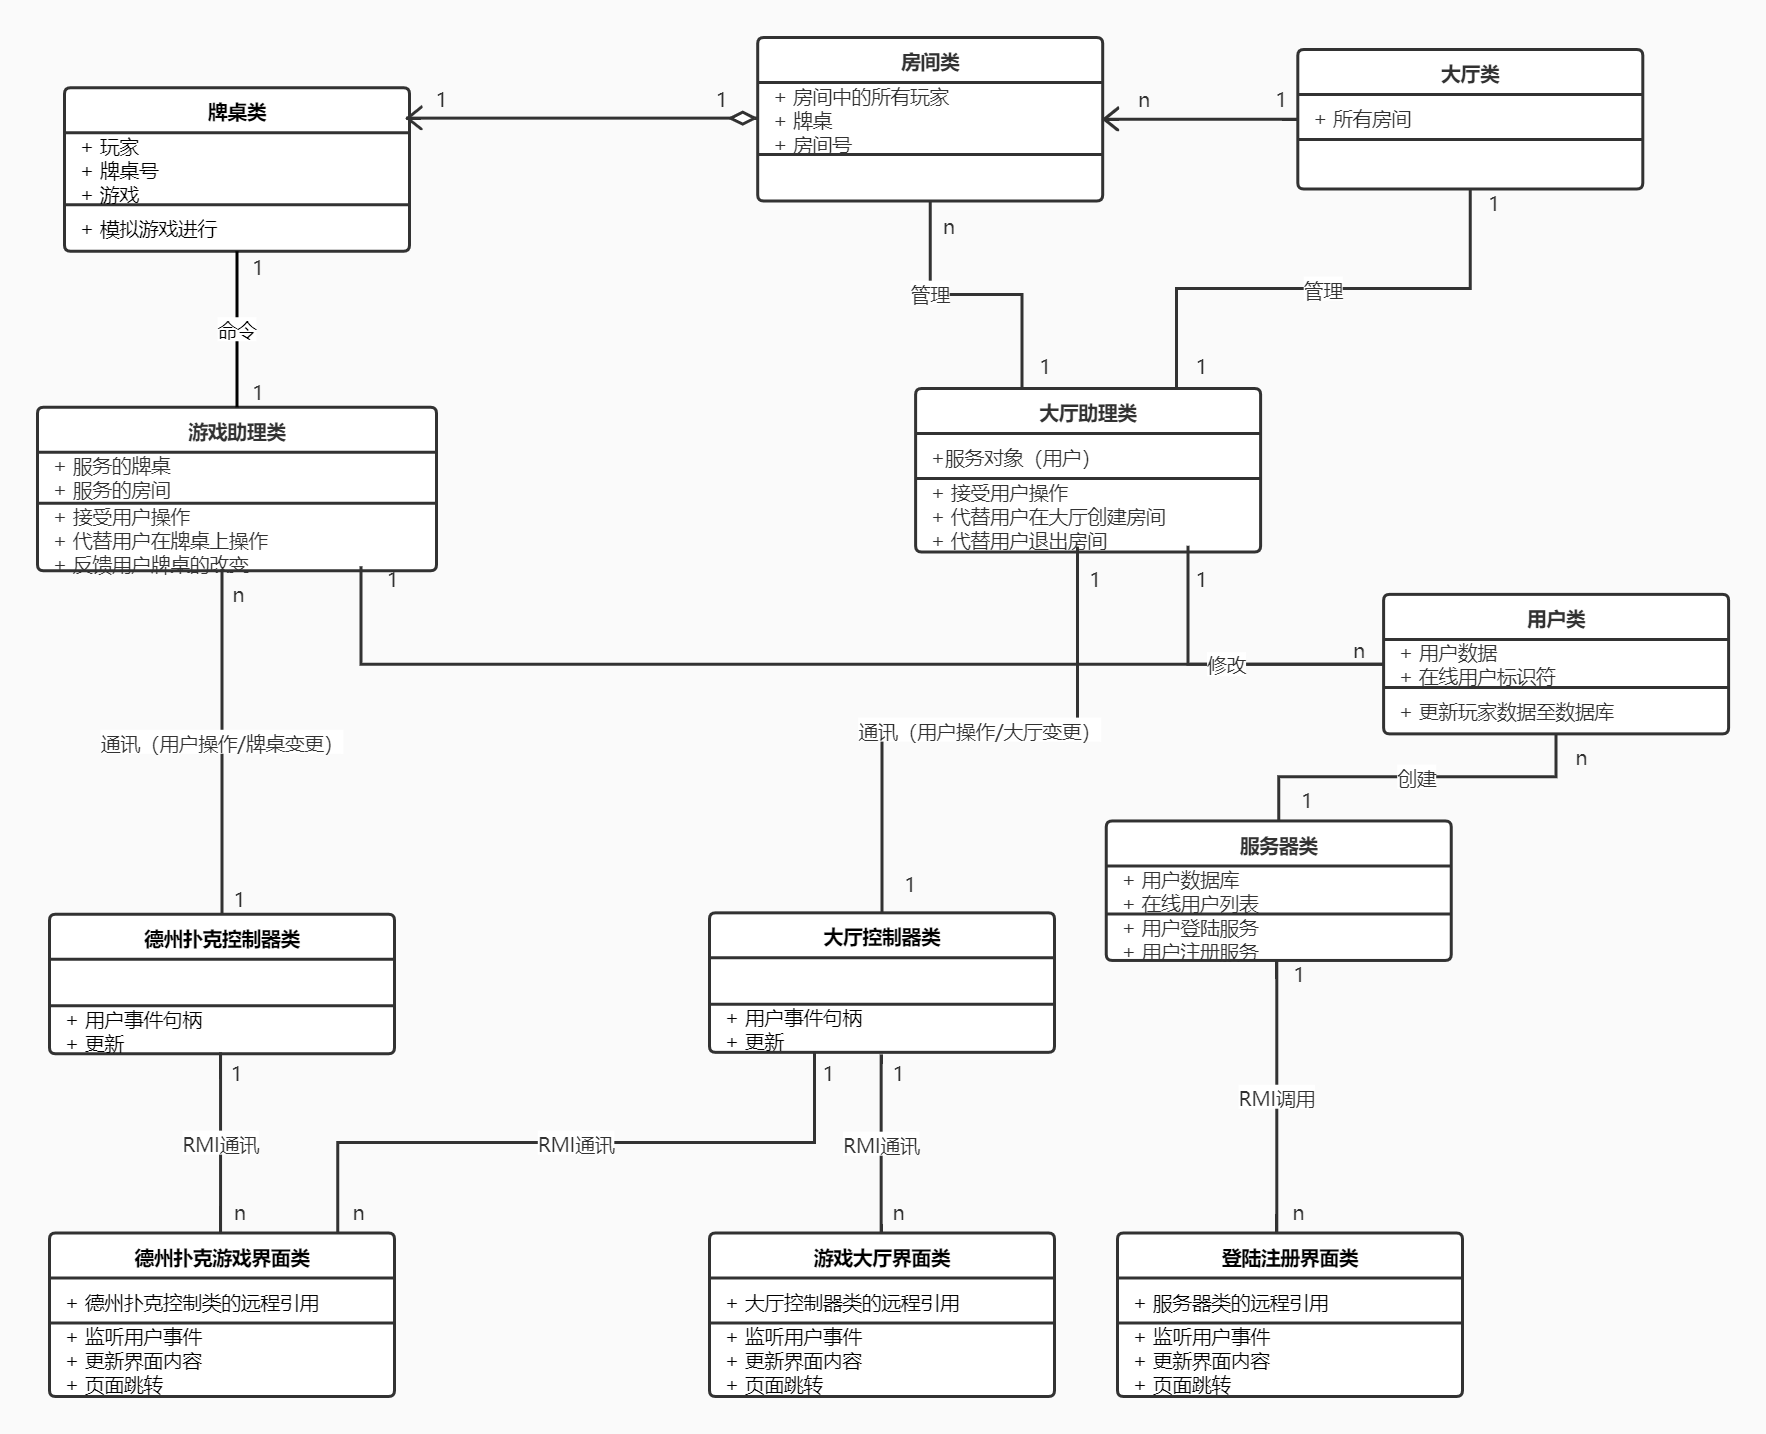 房间类
+ 房间中的所有玩家
+ 牌桌
+ 房间号
大厅类
+ 所有房间
牌桌类
+ 玩家
+ 牌桌号
+ 游戏
+ 模拟游戏进行
1
1
n
1
1
n
1
管理
管理
命令
1
1
1
游戏助理类
+ 服务的牌桌
+ 服务的房间
+ 接受用户操作
+ 代替用户在牌桌上操作
+ 反馈用户牌桌的改变
大厅助理类
+服务对象（用户）
+ 接受用户操作
+ 代替用户在大厅创建房间
+ 代替用户退出房间
n
1
1
1
用户类
+ 用户数据
+ 在线用户标识符
+ 更新玩家数据至数据库
修改
n
通讯（用户操作/牌桌变更）
通讯（用户操作/大厅变更）
n
创建
1
服务器类
+ 用户数据库
+ 在线用户列表
+ 用户登陆服务
+ 用户注册服务
1
1
德州扑克控制器类
+ 用户事件句柄
+ 更新
大厅控制器类
+ 用户事件句柄
+ 更新
1
1
1
1
RMI通讯
RMI通讯
RMI通讯
RMI调用
n
n
n
n
德州扑克游戏界面类
+ 德州扑克控制类的远程引用
+ 监听用户事件
+ 更新界面内容
+ 页面跳转
游戏大厅界面类
+ 大厅控制器类的远程引用
+ 监听用户事件
+ 更新界面内容
+ 页面跳转
登陆注册界面类
+ 服务器类的远程引用
+ 监听用户事件
+ 更新界面内容
+ 页面跳转